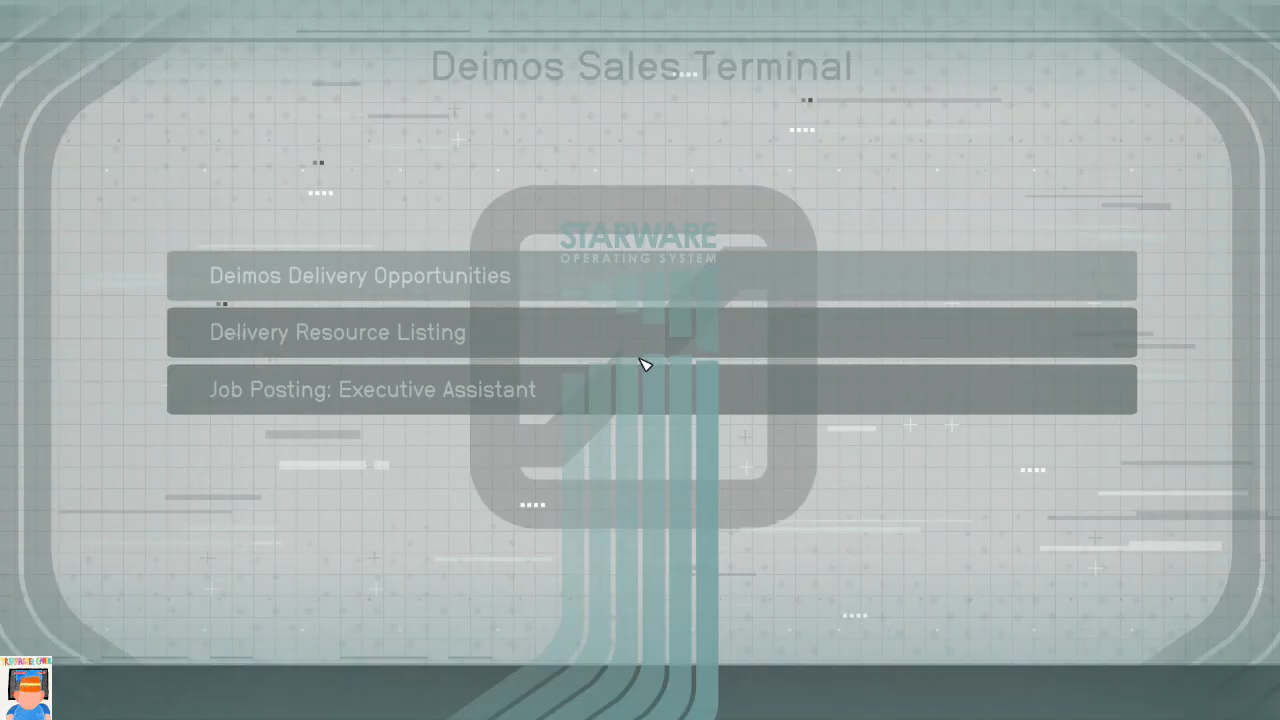 Deimos Sales Terminal
STARWARE
OPERATING SYSTEM
Deimos Delivery Opportunities
Delivery Resource Listing
Job Posting: Executive Assistant